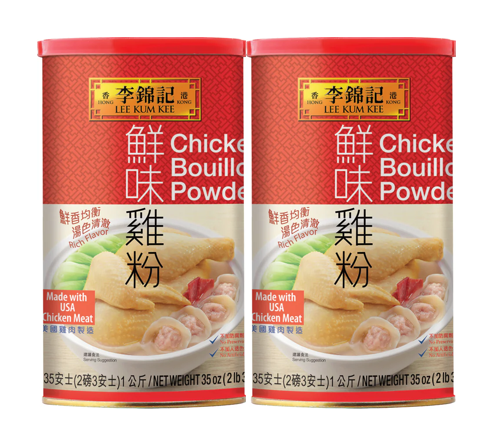 香 李錦記 港
HONG LEE KUM KEE KONG
鮮味雞粉
Chicke
Bouillo
Powde
鮮香均衡
湯色清澈
Rich Flavor
Made with
USA
Chicken Meat
美國雞肉製造
建議食法
Serving Suggestion
35安士(2磅3安士)1公斤/NET WEIGHT 35 oz (2 lb 3
香 李錦記 港
HONG LEE KUM KEE KONG
鮮味雞粉
Chicke
Bouillo
Powde
鮮香均衡
湯色清澈
Rich Flavor
Made with
USA
Chicken Meat
美國雞肉製造
建議食法
Serving Suggestion
35安士(2磅3安士)1公斤/NET WEIGHT 35 oz (2 lb 3